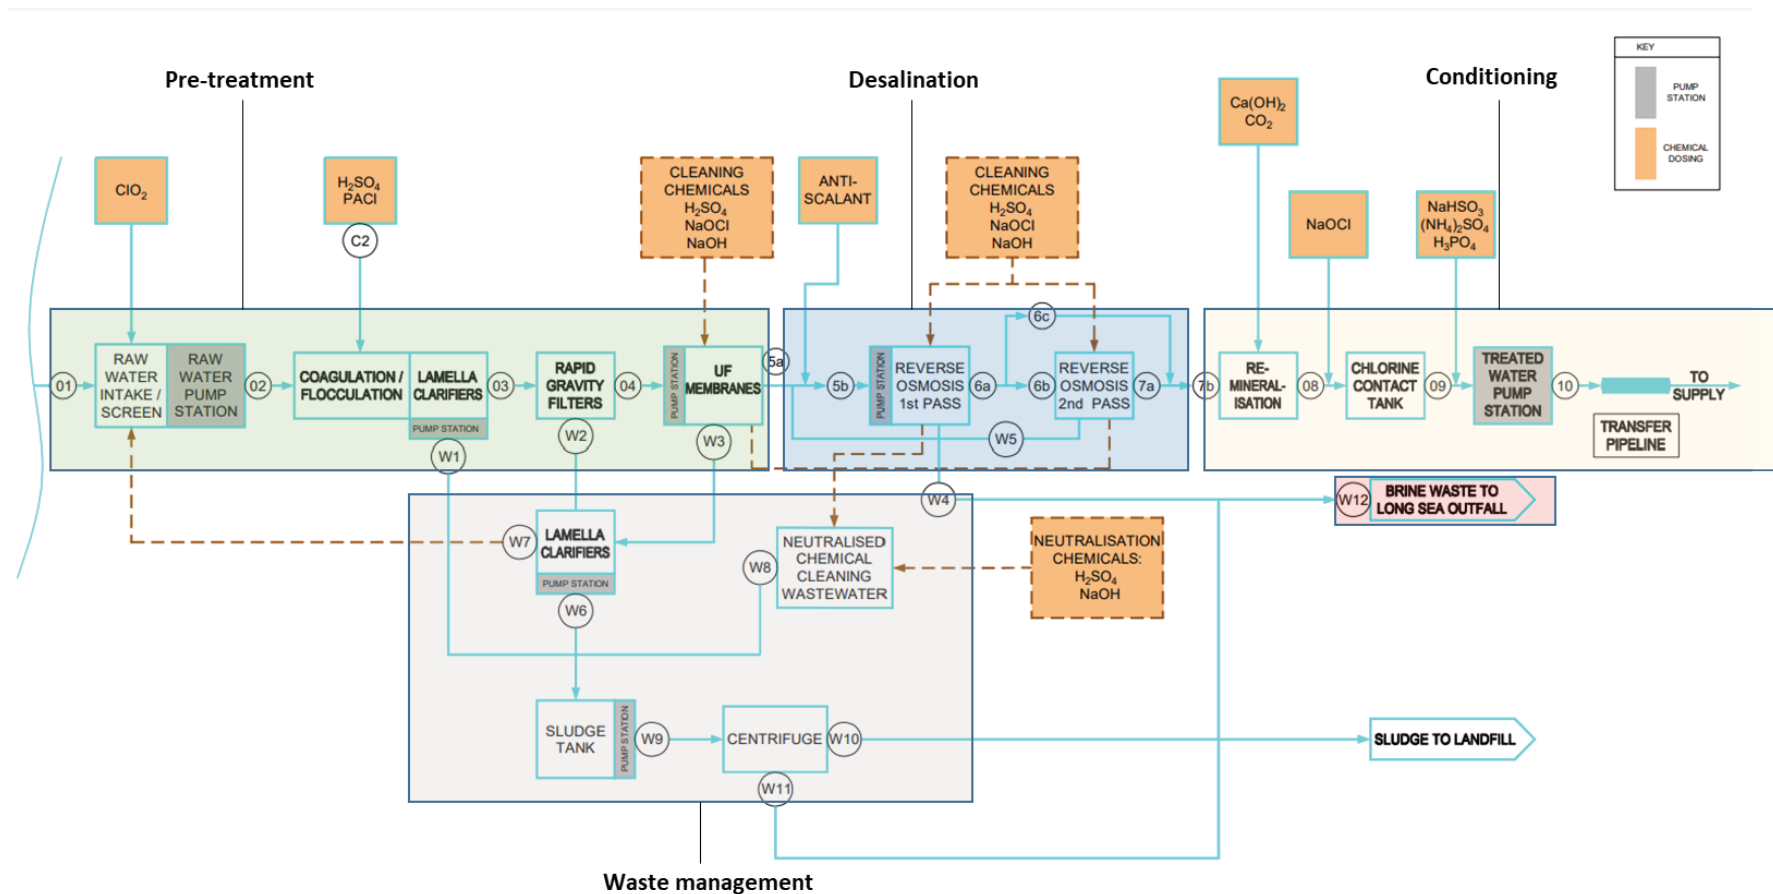 Pre-treatment
Desalination
Conditioning
KEY
PUMP
STATION
CHEMICAL
DOSING
ClO₂
H₂SO₄
PACl
C2
CLEANING
CHEMICALS
H₂SO₄
NaOCl
NaOH
ANTI-
SCALANT
CLEANING
CHEMICALS
H₂SO₄
NaOCl
NaOH
Ca(OH)₂
CO₂
NaOCl
NaHSO₃
(NH₄)₂SO₄
H₃PO₄
01
RAW
WATER
INTAKE /
SCREEN
RAW
WATER
PUMP
STATION
02
COAGULATION /
FLOCCULATION
LAMELLA
CLARIFIERS
PUMP STATION
03
RAPID
GRAVITY
FILTERS
04
PUMP STATION
UF
MEMBRANES
5a
5b
PUMP STATION
REVERSE
OSMOSIS
1st PASS
6a
6c
6b
REVERSE
OSMOSIS
2nd PASS
7a
7b
RE-
MINERAL-
ISATION
08
CHLORINE
CONTACT
TANK
09
TREATED
WATER
PUMP
STATION
10
TO
SUPPLY
TRANSFER
PIPELINE
W1
W2
W3
W5
W4
W12
BRINE WASTE TO
LONG SEA OUTFALL
W7
LAMELLA
CLARIFIERS
PUMP STATION
W6
W8
NEUTRALISED
CHEMICAL
CLEANING
WASTEWATER
NEUTRALISATION
CHEMICALS:
H₂SO₄
NaOH
SLUDGE
TANK
PUMP STATION
W9
CENTRIFUGE
W10
SLUDGE TO LANDFILL
W11
Waste management